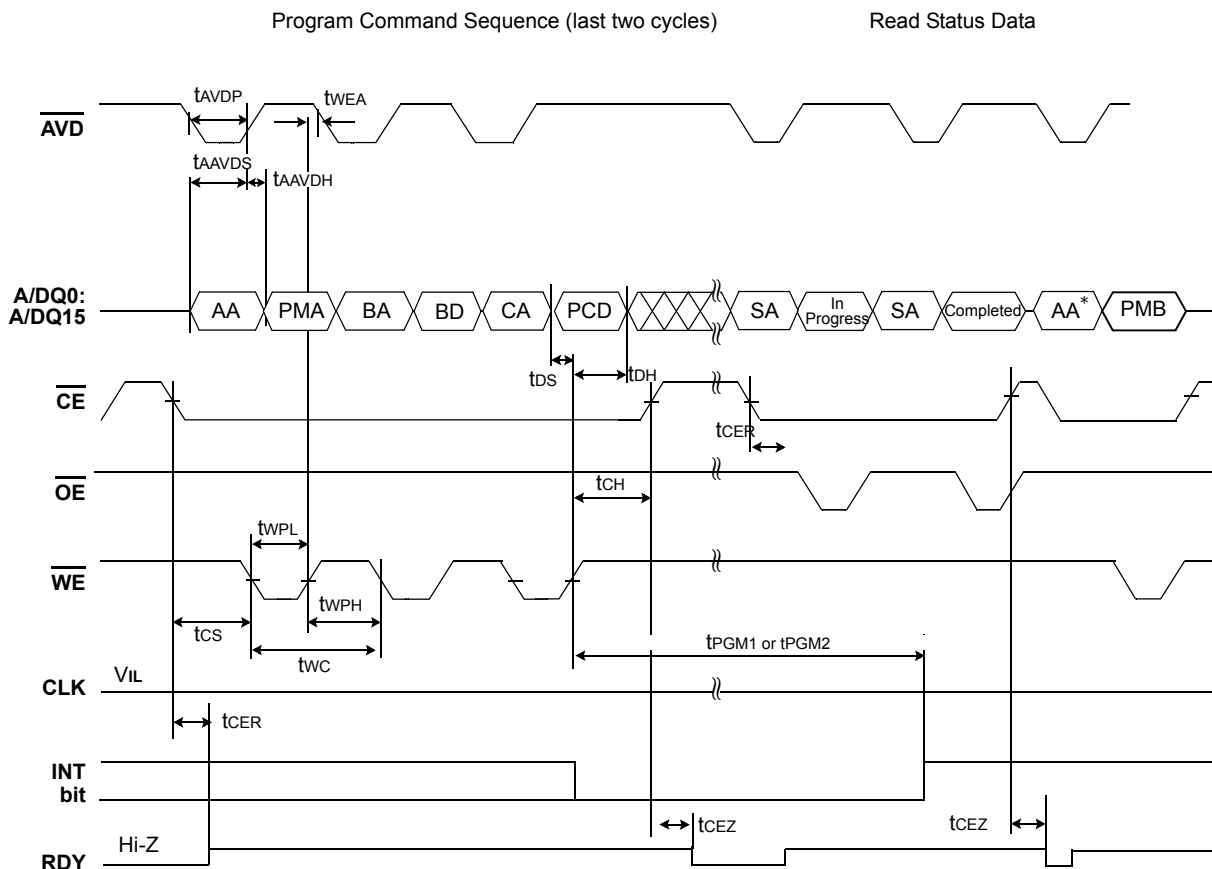 Program Command Sequence (last two cycles) Read Status Data
tAVDP tWEA
AVD
tAAVDS
tAAVDH
A/DQ0:
A/DQ15
AA PMA BA BD CA PCD SA In Progress SA Completed AA* PMB
tDS tDH
CE
tCER
OE
tCH
tWPL
WE
tWPH
tCS
tWC
tPGM1 or tPGM2
CLK VIL
tCER
INT
bit
tCEZ tCEZ
Hi-Z
RDY